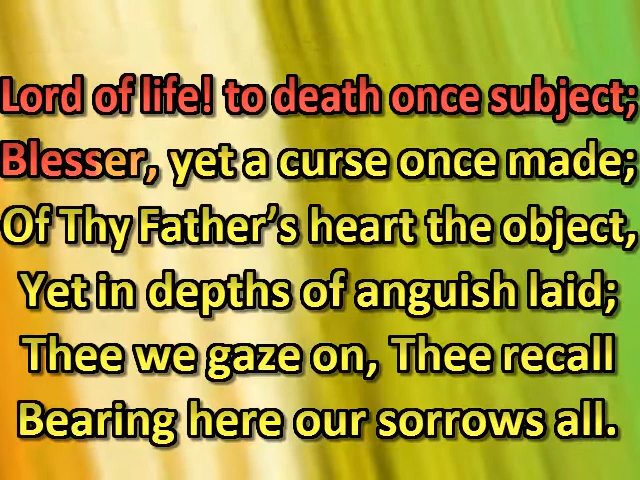 Lord of life! to death once subject;
Blesser, yet a curse once made;
Of Thy Father’s heart the object,
Yet in depths of anguish laid;
Thee we gaze on, Thee recall
Bearing here our sorrows all.